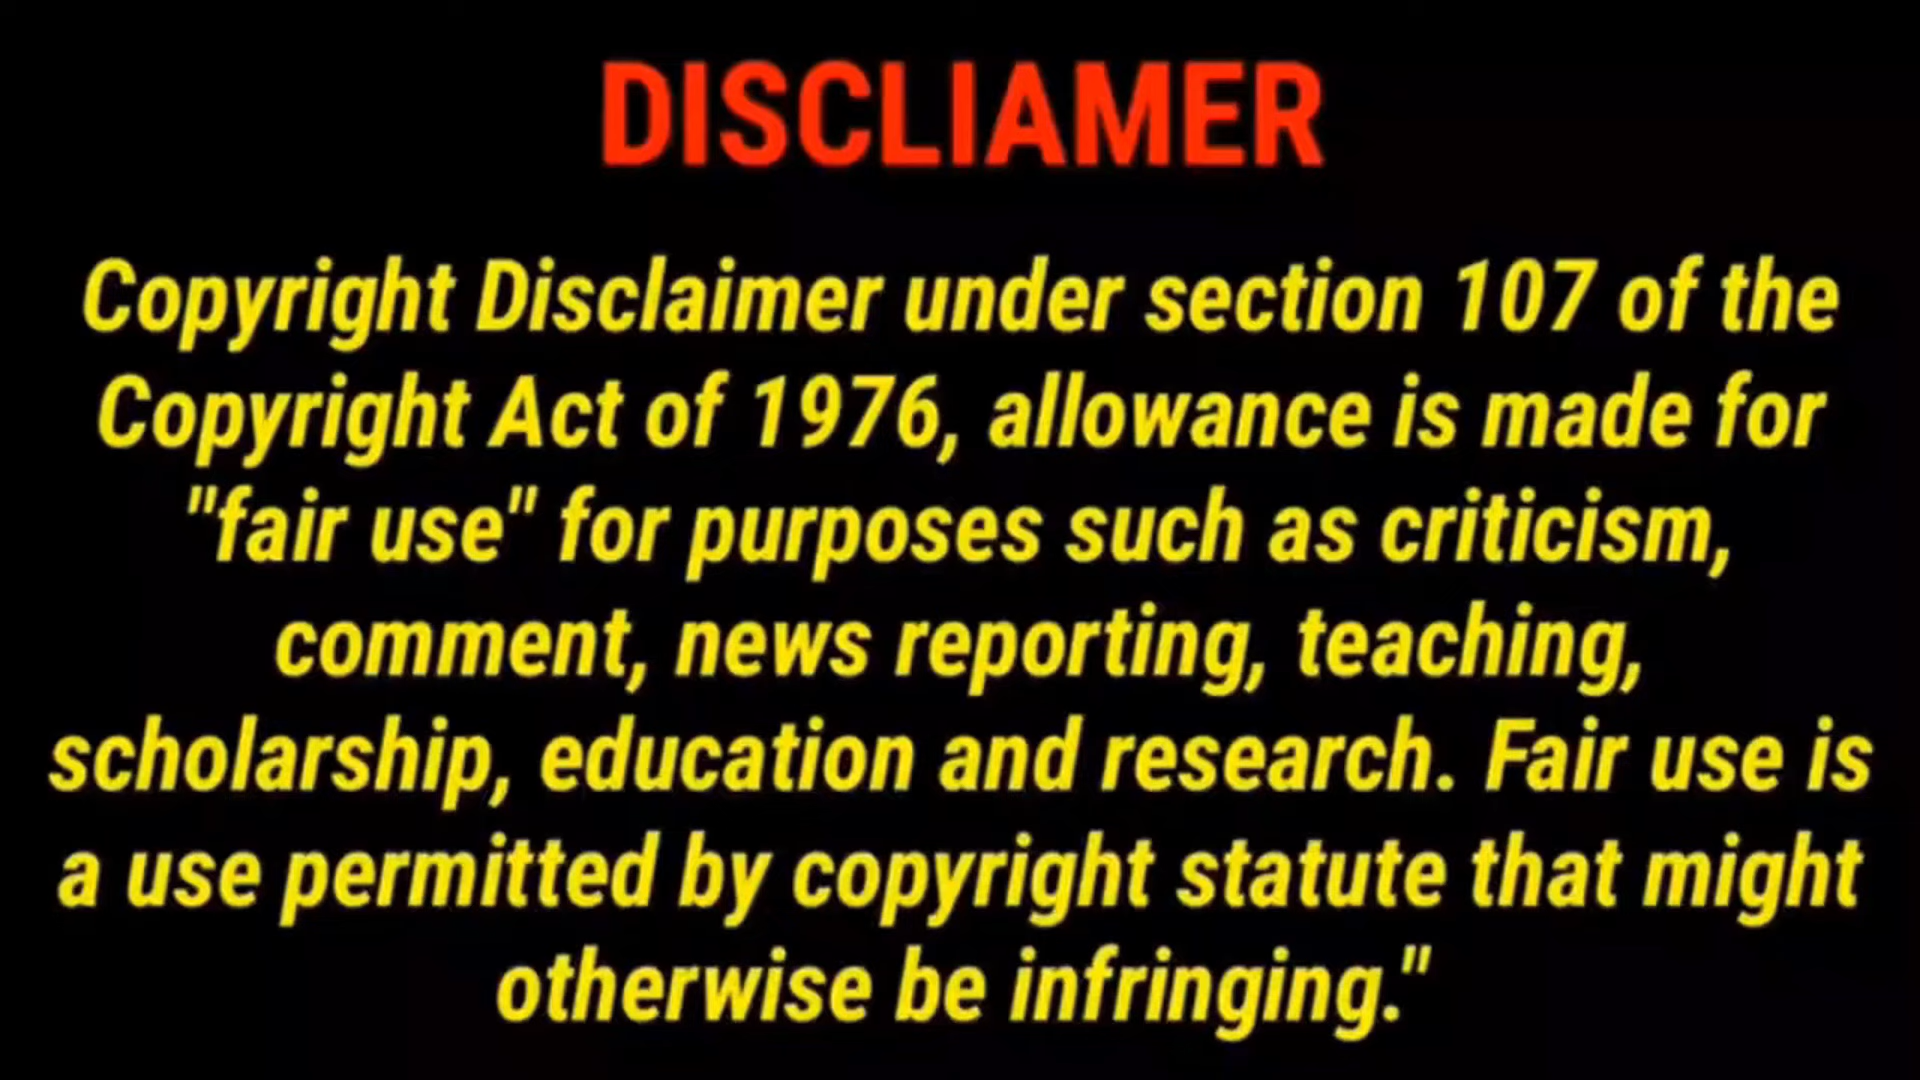 DISCLIAMER
Copyright Disclaimer under section 107 of the
Copyright Act of 1976, allowance is made for
"fair use" for purposes such as criticism,
comment, news reporting, teaching,
scholarship, education and research. Fair use is
a use permitted by copyright statute that might
otherwise be infringing."